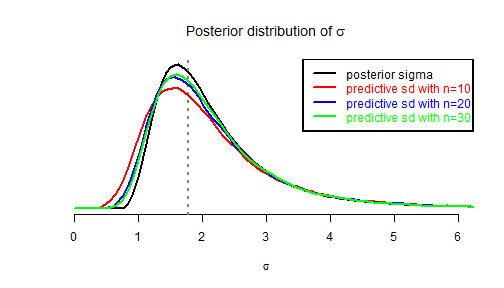 Posterior distribution of σ
posterior sigma
predictive sd with n=10
predictive sd with n=20
predictive sd with n=30
0 1 2 3 4 5 6
σ